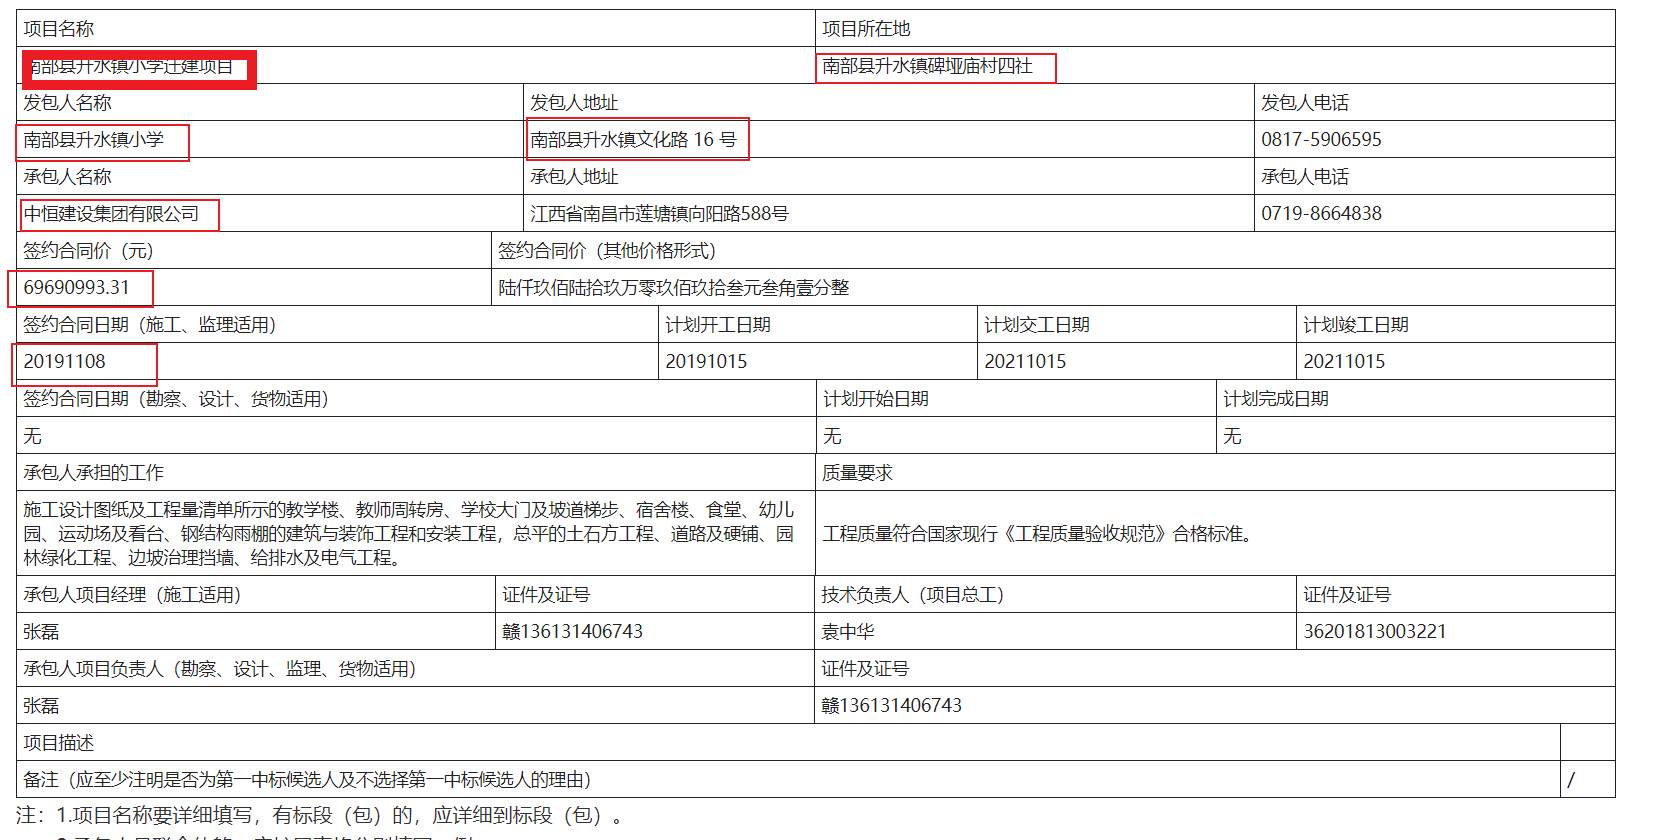 项目名称 项目所在地
南部县升水镇小学迁建项目 南部县升水镇碑垭庙村四社
发包人名称 发包人地址 发包人电话
南部县升水镇小学 南部县升水镇文化路 16 号 0817-5906595
承包人名称 承包人地址 承包人电话
中恒建设集团有限公司 江西省南昌市莲塘镇向阳路588号 0719-8664838
签约合同价（元） 签约合同价（其他价格形式）
69690993.31 陆仟玖佰陆拾玖万零玖佰玖拾叁元叁角壹分整
签约合同日期（施工、监理适用） 计划开工日期 计划交工日期 计划竣工日期
20191108 20191015 20211015 20211015
签约合同日期（勘察、设计、货物适用） 计划开始日期 计划完成日期
无 无 无
承包人承担的工作 质量要求
施工设计图纸及工程量清单所示的教学楼、教师周转房、学校大门及坡道梯步、宿舍楼、食堂、幼儿
园、运动场及看台、钢结构雨棚的建筑与装饰工程和安装工程，总平的土石方工程、道路及硬铺、园
林绿化工程、边坡治理挡墙、给排水及电气工程。
工程质量符合国家现行《工程质量验收规范》合格标准。
承包人项目经理（施工适用） 证件及证号 技术负责人（项目总工） 证件及证号
张磊 赣136131406743 袁中华 36201813003221
承包人项目负责人（勘察、设计、监理、货物适用） 证件及证号
张磊 赣136131406743
项目描述
备注（应至少注明是否为第一中标候选人及不选择第一中标候选人的理由） /
注：1.项目名称要详细填写，有标段（包）的，应详细到标段（包）。